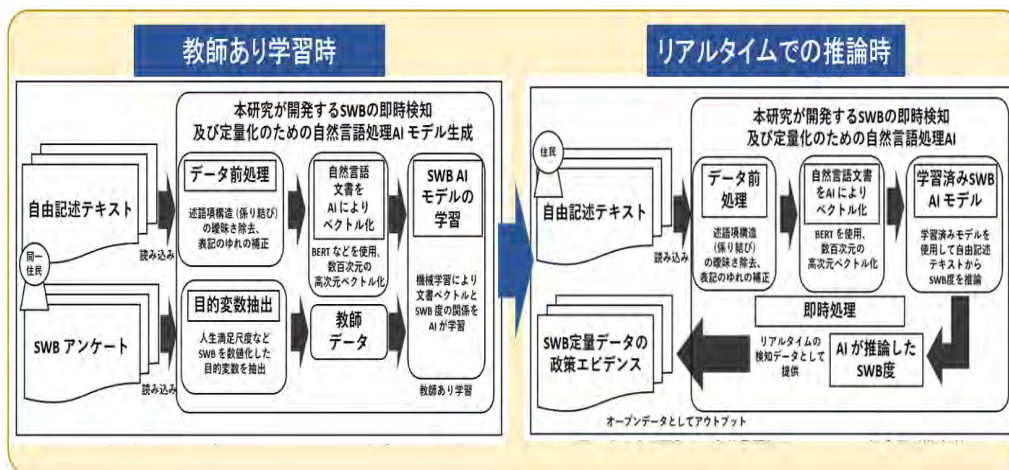 教師あり学習時
本研究が開発するSWBの即時検知
及び定量化のための自然言語処理AI モデル生成
自由記述テキスト
読み込み
データ前処理
述語項構造(係り結び)
の曖昧さ除去、
表記のゆれの補正
自然言語
文書を
AI により
ベクトル化
BERT などを使用、
数百次元の
高次元ベクトル化
SWB AI
モデルの
学習
機械学習により
文書ベクトルと
SWB 度の関係を
AI が学習
教師あり学習
同一
住民
SWB アンケート
読み込み
目的変数抽出
人生満足尺度など
SWB を数値化した
目的変数を抽出
教師
データ
リアルタイムでの推論時
本研究が開発するSWBの即時検知
及び定量化のための自然言語処理AI
住民
自由記述テキスト
読み込み
データ前
処理
述語項構造
(係り結び)
の曖昧さ除去、
表記のゆれの補正
自然言語文書
をAI により
ベクトル化
BERT を使用、
数百次元の
高次元ベクトル化
学習済みSWB
AI モデル
学習済みモデルを
使用して自由記述
テキストから
SWB度を推論
即時処理
AI が推論した
SWB度
リアルタイムの
検知データとして
提供
SWB定量データの
政策エビデンス
オープンデータとしてアウトプット